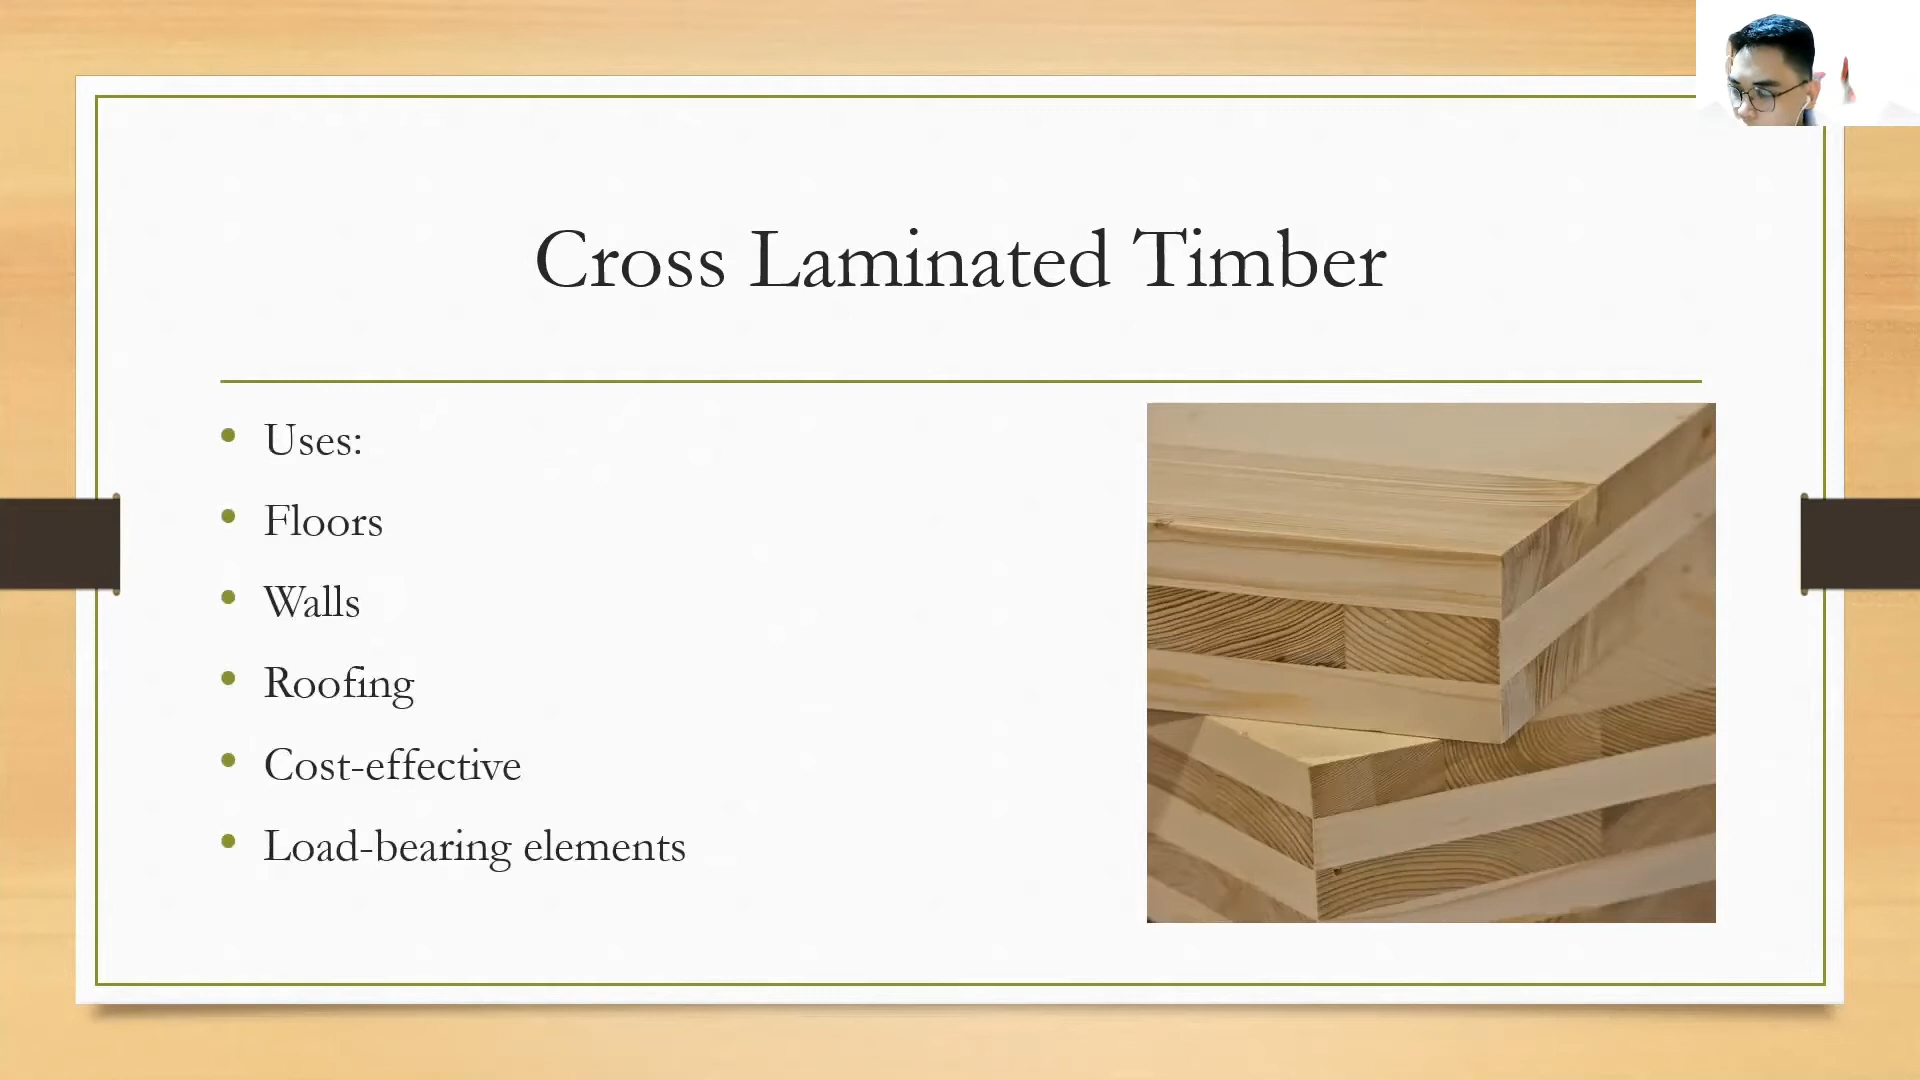 Cross Laminated Timber
Uses:
Floors
Walls
Roofing
Cost-effective
Load-bearing elements